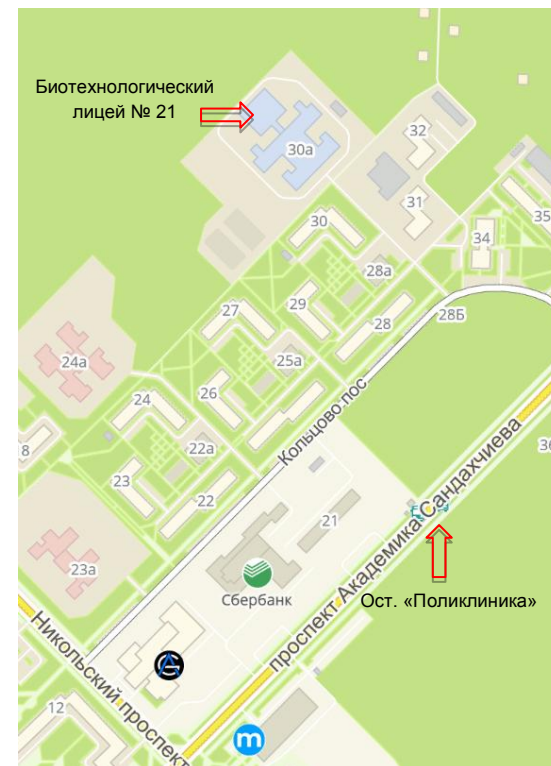 Биотехнологический
лицей № 21
32
30а
31
35
30
34
28а
27
29
28
28Б
24а
25а
26
24
Кольцово пос
22а
8
23
22
проспект Академика Сандахчиева
36
21
23а
Сбербанк
Ост. «Поликлиника»
Никольский проспект
12
m